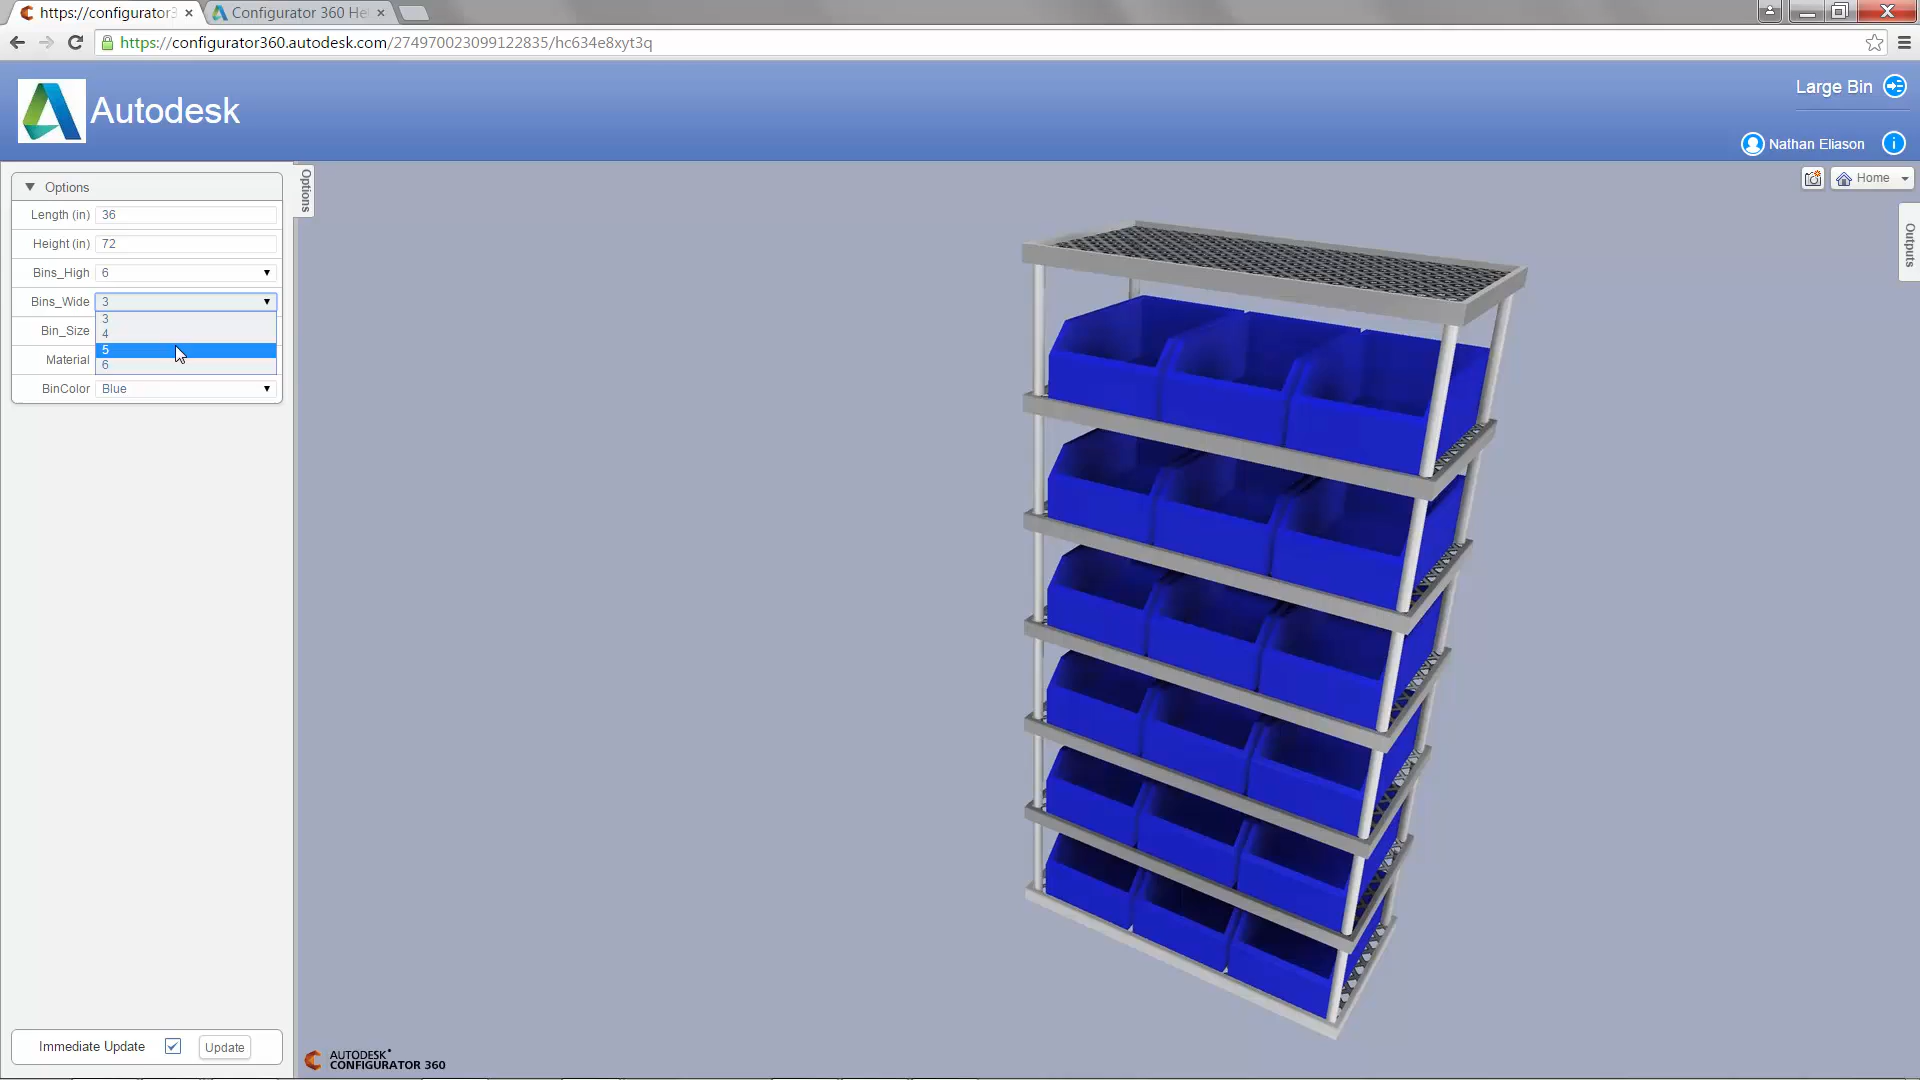 https://configurator3
Configurator 360 Hel
https://configurator360.autodesk.com/274970023099122835/hc634e8xyt3q
Autodesk
Large Bin
Nathan Eliason
Options
Length (in) 36
Height (in) 72
Bins_High 6
Bins_Wide 3
3
4
Bin_Size
5
Material
6
BinColor Blue
Options
Home
Outputs
Immediate Update
Update
AUTODESK®
CONFIGURATOR 360